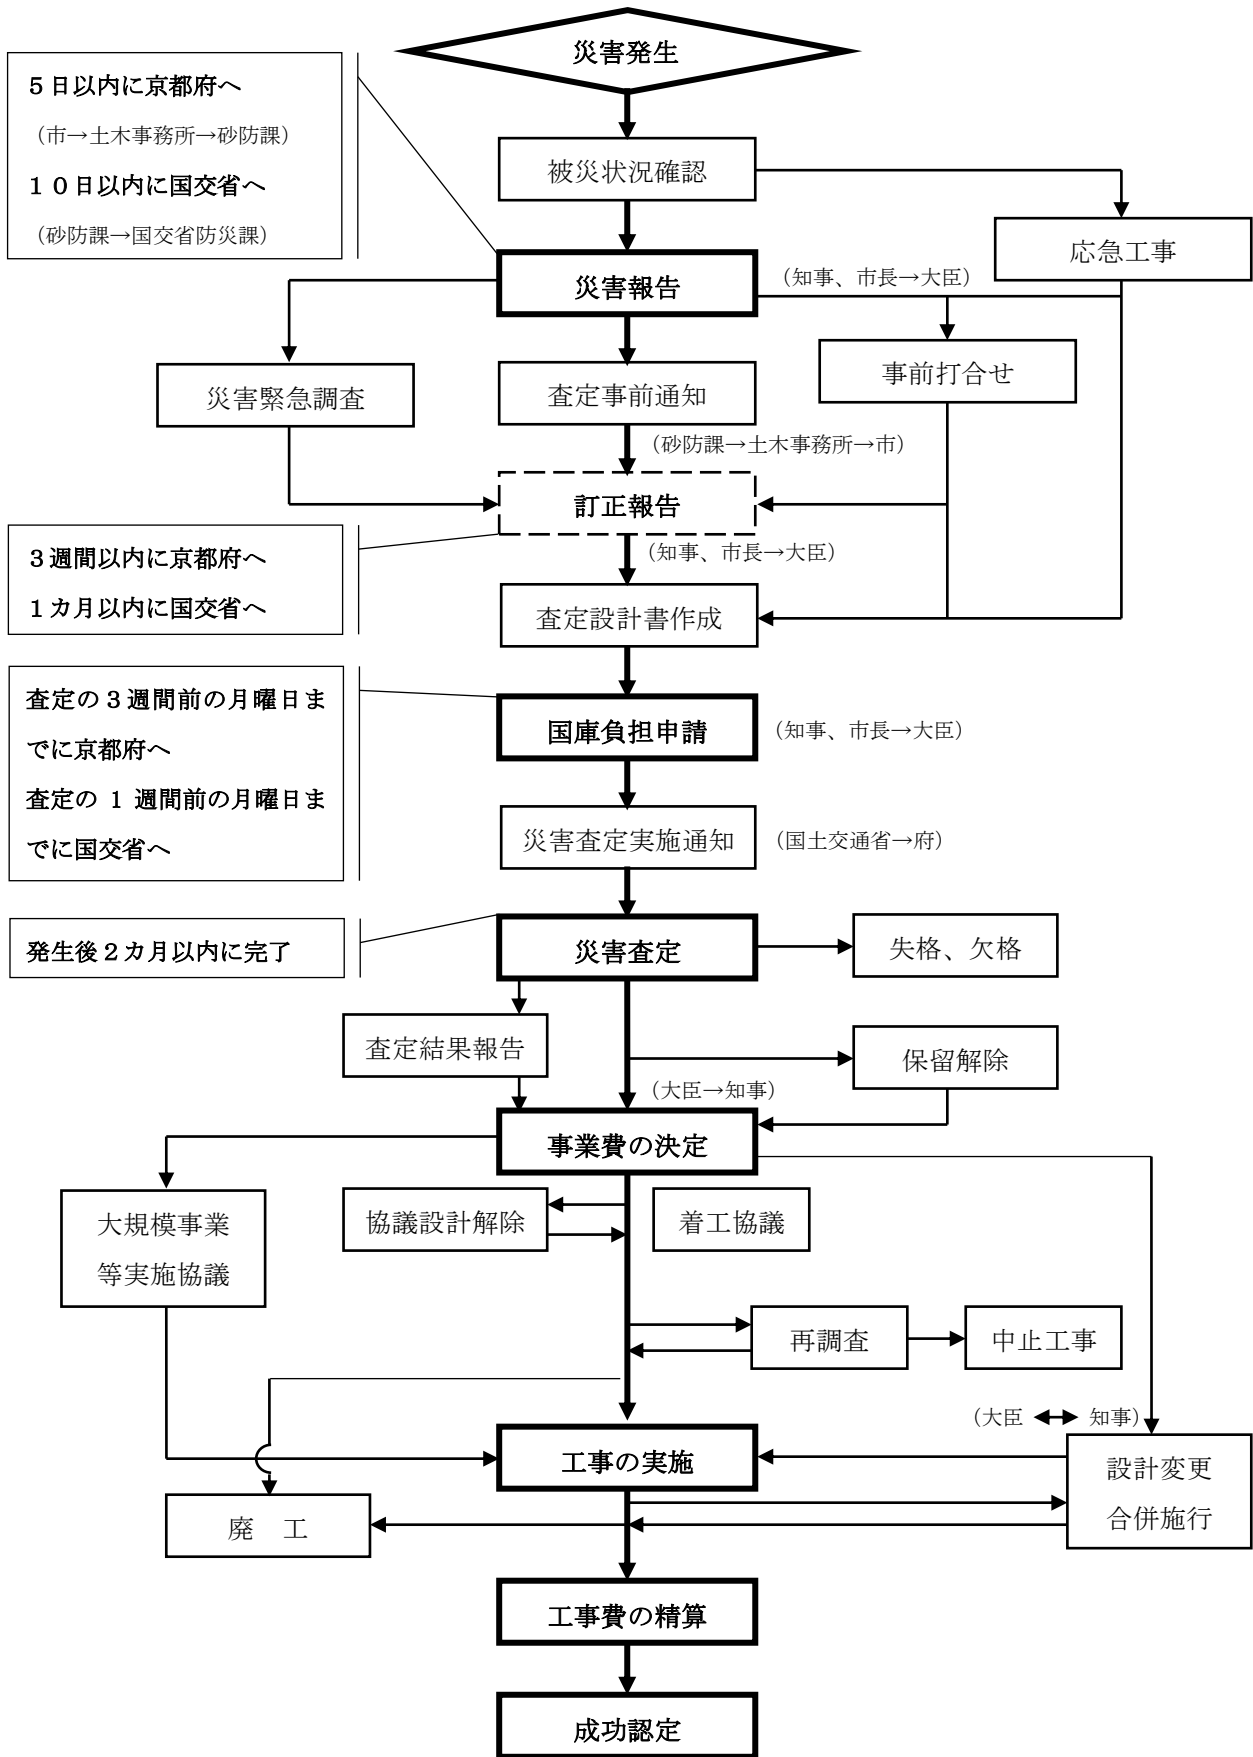 災害発生
５日以内に京都府へ
（市→土木事務所→砂防課）
１０日以内に国交省へ
（砂防課→国交省防災課）
被災状況確認
応急工事
災害報告
（知事、市長→大臣）
事前打合せ
災害緊急調査
査定事前通知
（砂防課→土木事務所→市）
訂正報告
３週間以内に京都府へ
１カ月以内に国交省へ
（知事、市長→大臣）
査定設計書作成
査定の３週間前の月曜日ま
でに京都府へ
査定の１週間前の月曜日ま
でに国交省へ
国庫負担申請
（知事、市長→大臣）
災害査定実施通知
（国土交通省→府）
発生後２カ月以内に完了
災害査定
失格、欠格
査定結果報告
保留解除
（大臣→知事）
事業費の決定
大規模事業
等実施協議
協議設計解除
着工協議
再調査
中止工事
（大臣 知事）
工事の実施
設計変更
合併施行
廃　工
工事費の精算
成功認定